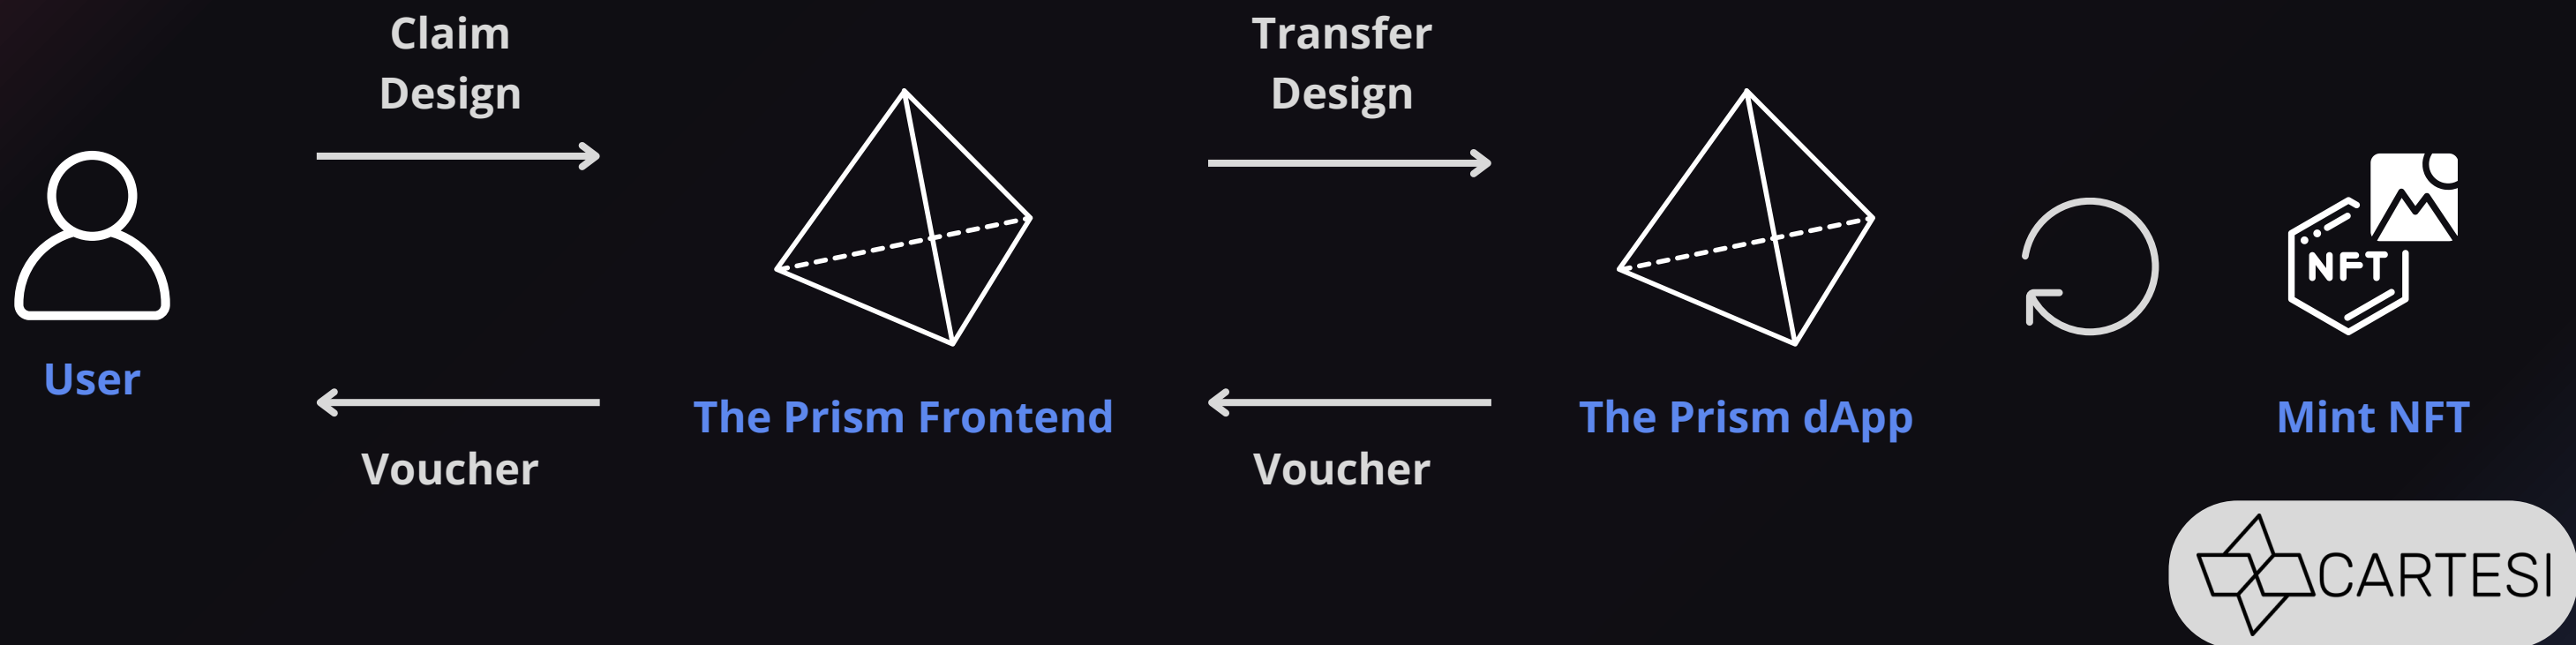 Claim
Design
Transfer
Design
NFT
User
The Prism Frontend
The Prism dApp
Mint NFT
Voucher
Voucher
CARTESI